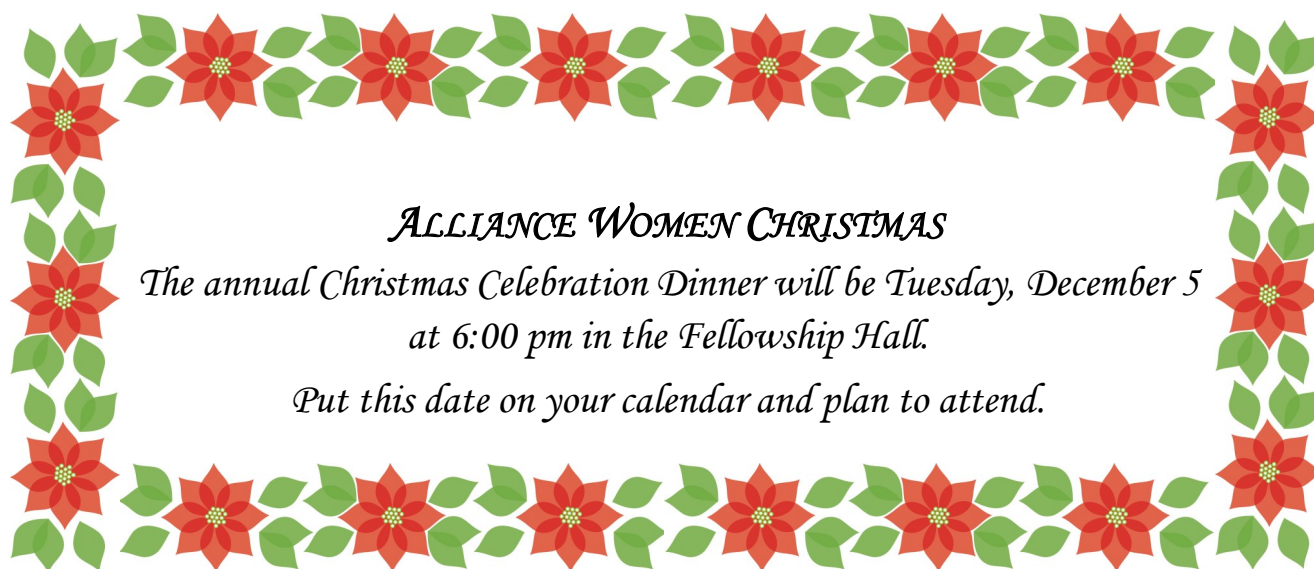 ALLIANCE WOMEN CHRISTMAS
The annual Christmas Celebration Dinner will be Tuesday, December 5
at 6:00 pm in the Fellowship Hall.
Put this date on your calendar and plan to attend.